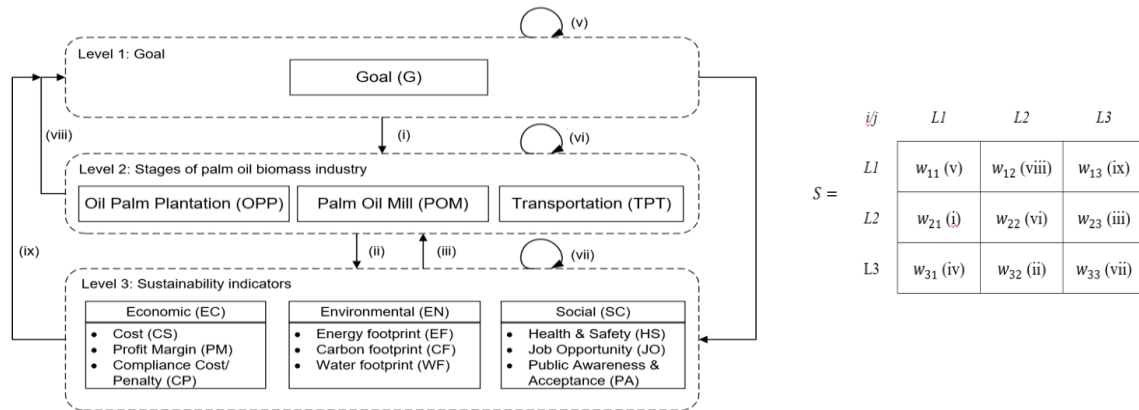 (v)
Level 1: Goal
Goal (G)
(viii)
(i)
(vi)
Level 2: Stages of palm oil biomass industry
Oil Palm Plantation (OPP)
Palm Oil Mill (POM)
Transportation (TPT)
(ix)
(ii)
(iii)
(vii)
Level 3: Sustainability indicators
Economic (EC)
• Cost (CS)
• Profit Margin (PM)
• Compliance Cost/
Penalty (CP)
Environmental (EN)
• Energy footprint (EF)
• Carbon footprint (CF)
• Water footprint (WF)
Social (SC)
• Health & Safety (HS)
• Job Opportunity (JO)
• Public Awareness &
Acceptance (PA)
i/j L1 L2 L3
L1 w₁₁ (v) w₁₂ (viii) w₁₃ (ix)
S =
L2 w₂₁ (i) w₂₂ (vi) w₂₃ (iii)
L3 w₃₁ (iv) w₃₂ (ii) w₃₃ (vii)